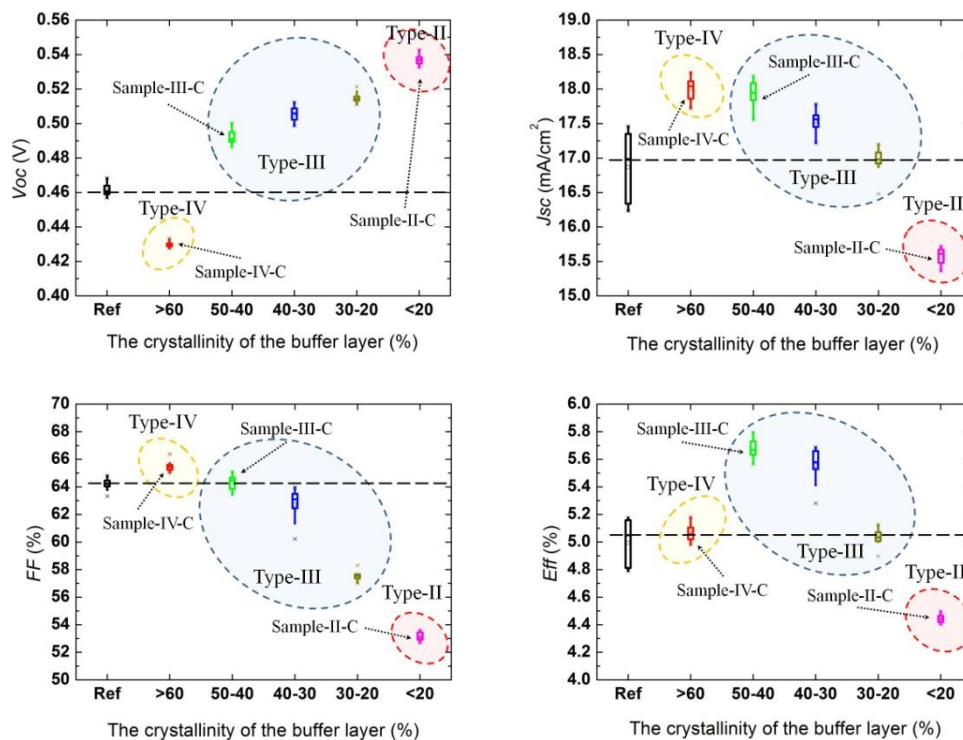 Voc (V)
0.56
0.54
0.52
0.50
0.48
0.46
0.44
0.42
0.40
Type-II
Sample-III-C
Type-III
Type-IV
Sample-II-C
Sample-IV-C
Ref >60 50-40 40-30 30-20 <20
The crystallinity of the buffer layer (%)
Jsc (mA/cm²)
19.0
18.5
18.0
17.5
17.0
16.5
16.0
15.5
15.0
Type-IV
Sample-III-C
Sample-IV-C
Type-III
Type-II
Sample-II-C
Ref >60 50-40 40-30 30-20 <20
The crystallinity of the buffer layer (%)
FF (%)
70
68
66
64
62
60
58
56
54
53
51
50
Type-IV
Sample-III-C
Sample-IV-C
Type-III
Type-II
Sample-II-C
Ref >60 50-40 40-30 30-20 <20
The crystallinity of the buffer layer (%)
Eff (%)
6.0
5.8
5.6
5.4
5.2
5.0
4.8
4.6
4.4
4.2
4.0
Sample-III-C
Type-IV
Type-III
Sample-IV-C
Type-II
Sample-II-C
Ref >60 50-40 40-30 30-20 <20
The crystallinity of the buffer layer (%)